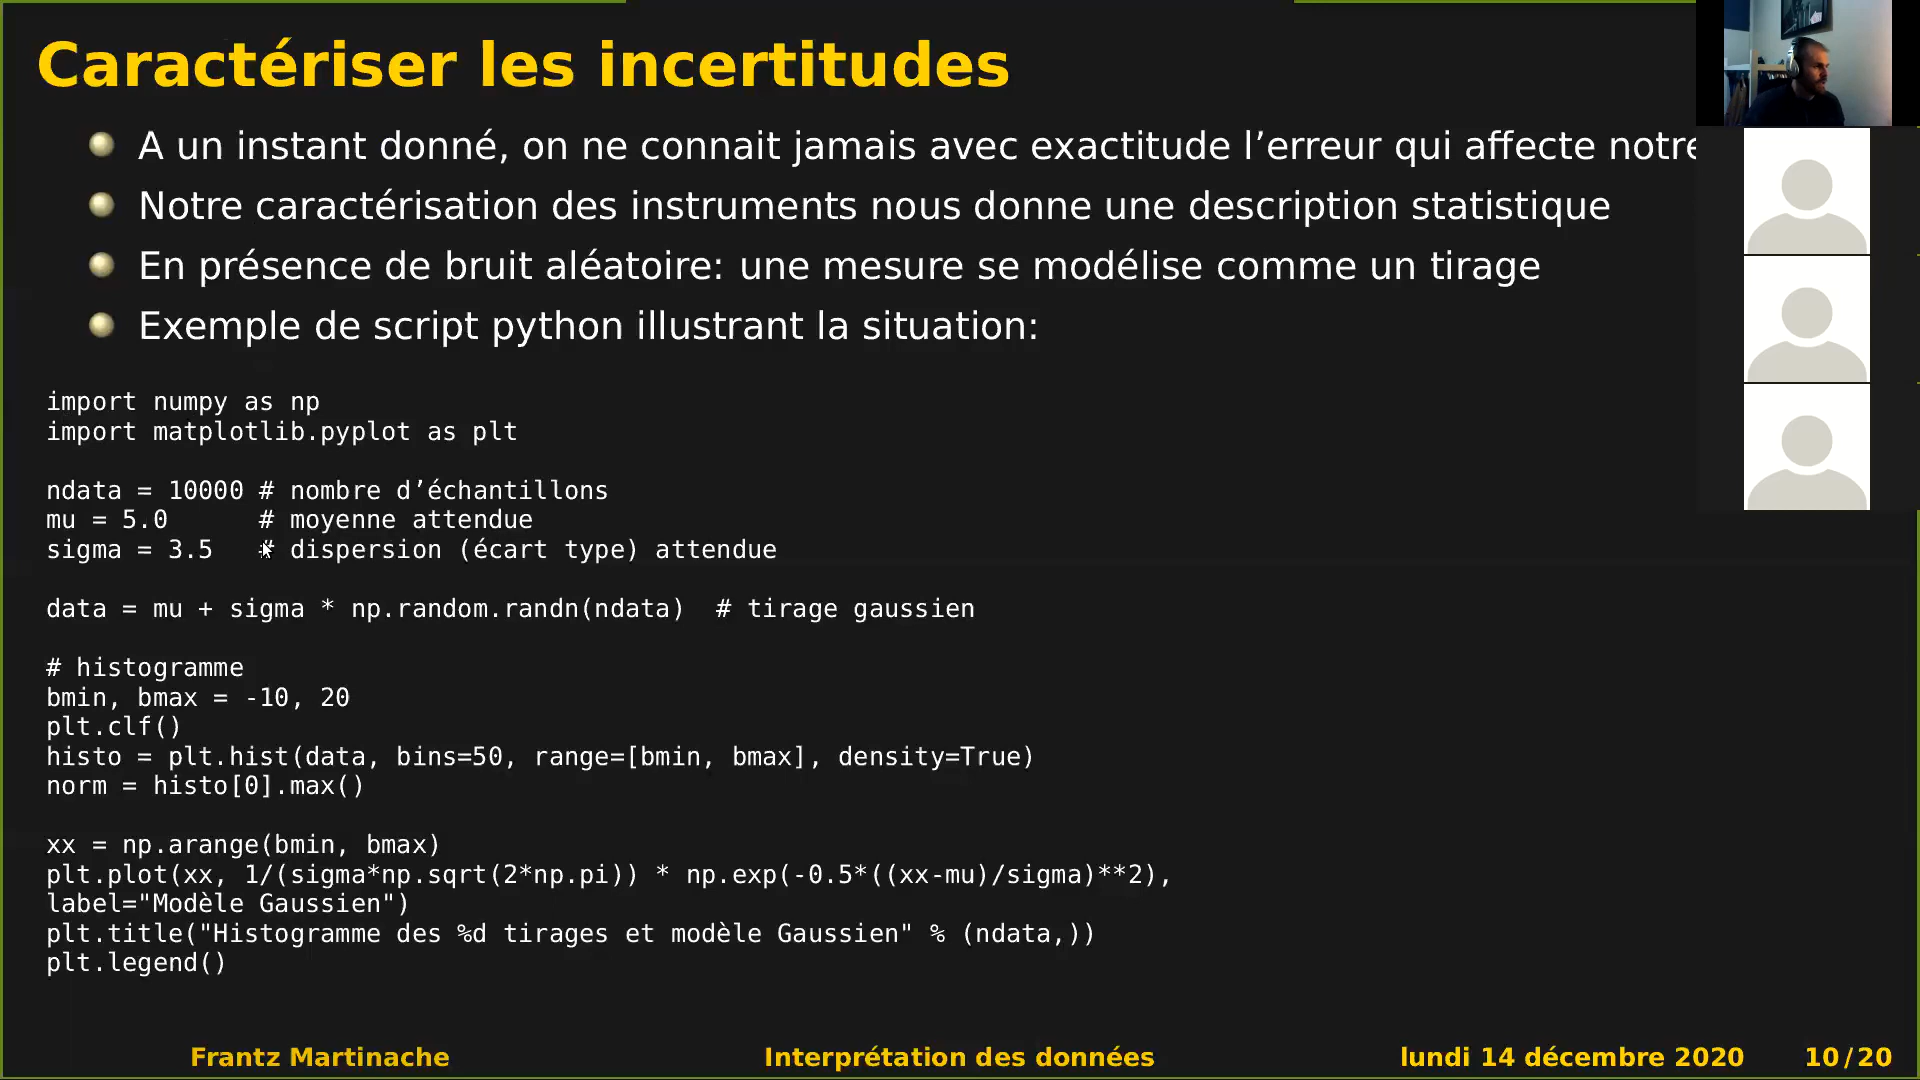 Caractériser les incertitudes
A un instant donné, on ne connait jamais avec exactitude l’erreur qui affecte notre
Notre caractérisation des instruments nous donne une description statistique
En présence de bruit aléatoire: une mesure se modélise comme un tirage
Exemple de script python illustrant la situation:
import numpy as np
import matplotlib.pyplot as plt
ndata = 10000 # nombre d’échantillons
mu = 5.0      # moyenne attendue
sigma = 3.5   # dispersion (écart type) attendue
data = mu + sigma * np.random.randn(ndata)  # tirage gaussien
# histogramme
bmin, bmax = -10, 20
plt.clf()
histo = plt.hist(data, bins=50, range=[bmin, bmax], density=True)
norm = histo[0].max()
xx = np.arange(bmin, bmax)
plt.plot(xx, 1/(sigma*np.sqrt(2*np.pi)) * np.exp(-0.5*((xx-mu)/sigma)**2),
label="Modèle Gaussien")
plt.title("Histogramme des %d tirages et modèle Gaussien" % (ndata,))
plt.legend()
Frantz Martinache
Interprétation des données
lundi 14 décembre 2020
10/20